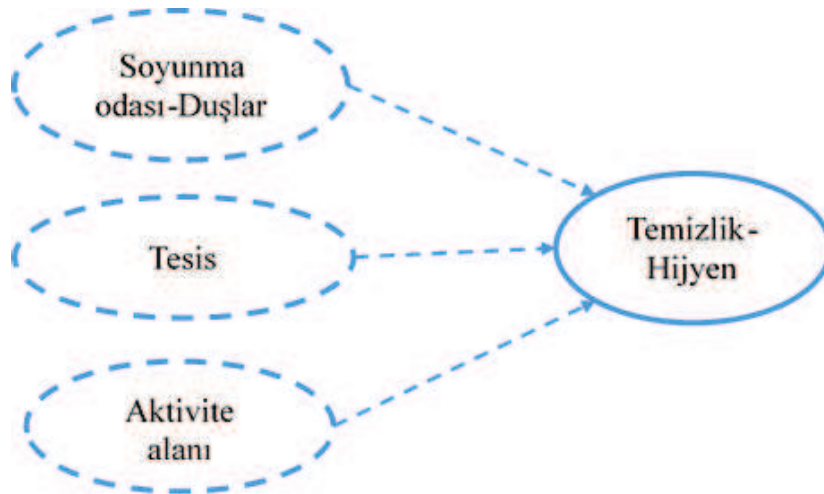 Soyunma
odası-Duşlar
Tesis
Temizlik-
Hijyen
Aktivite
alanı